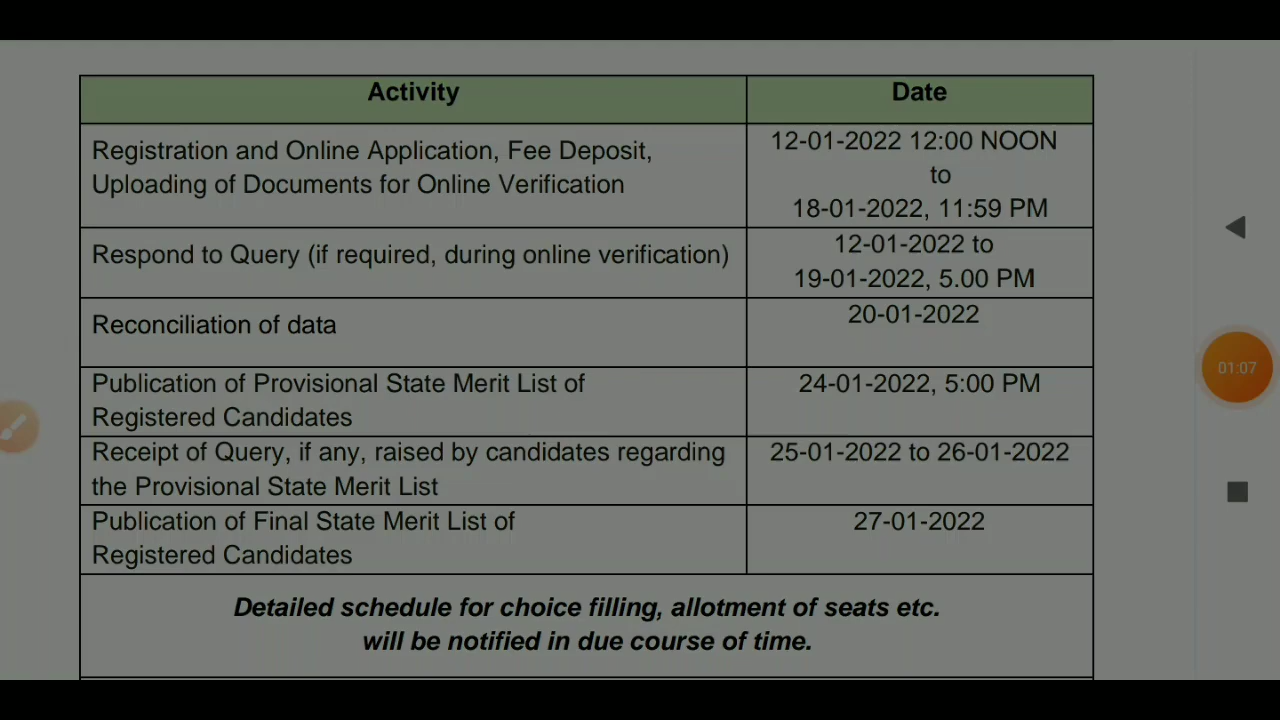 Activity
Date
Registration and Online Application, Fee Deposit,
Uploading of Documents for Online Verification
12-01-2022 12:00 NOON
to
18-01-2022, 11:59 PM
Respond to Query (if required, during online verification)
12-01-2022 to
19-01-2022, 5.00 PM
Reconciliation of data
20-01-2022
Publication of Provisional State Merit List of
Registered Candidates
24-01-2022, 5:00 PM
Receipt of Query, if any, raised by candidates regarding
the Provisional State Merit List
25-01-2022 to 26-01-2022
Publication of Final State Merit List of
Registered Candidates
27-01-2022
Detailed schedule for choice filling, allotment of seats etc.
will be notified in due course of time.
01:07